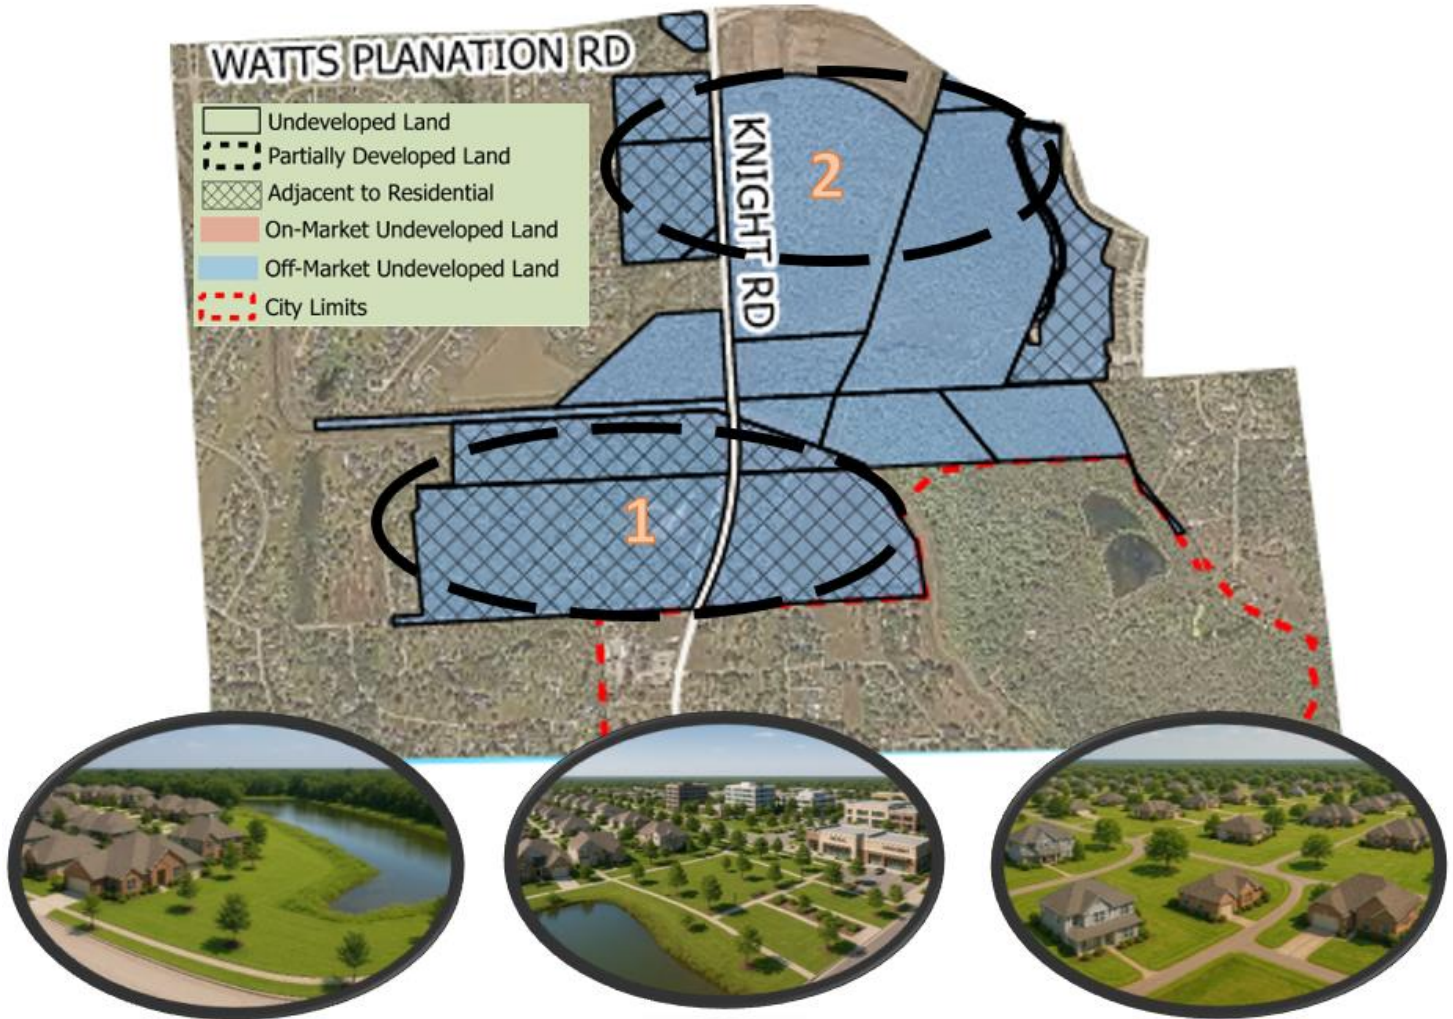 WATTS PLANATION RD
Undeveloped Land
Partially Developed Land
Adjacent to Residential
On-Market Undeveloped Land
Off-Market Undeveloped Land
City Limits
KNIGHT RD
2
1